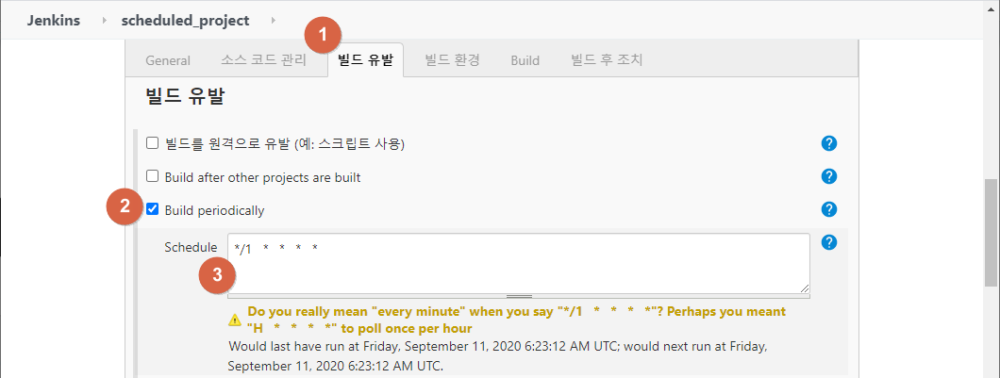 Jenkins scheduled_project
1
General 소스 코드 관리 빌드 유발 빌드 환경 Build 빌드 후 조치
빌드 유발
빌드를 원격으로 유발 (예: 스크립트 사용)
Build after other projects are built
2
Build periodically
Schedule */1 * * * *
3
Do you really mean "every minute" when you say "*/1 * * * *"? Perhaps you meant
"H * * * *" to poll once per hour
Would last have run at Friday, September 11, 2020 6:23:12 AM UTC; would next run at Friday,
September 11, 2020 6:23:12 AM UTC.